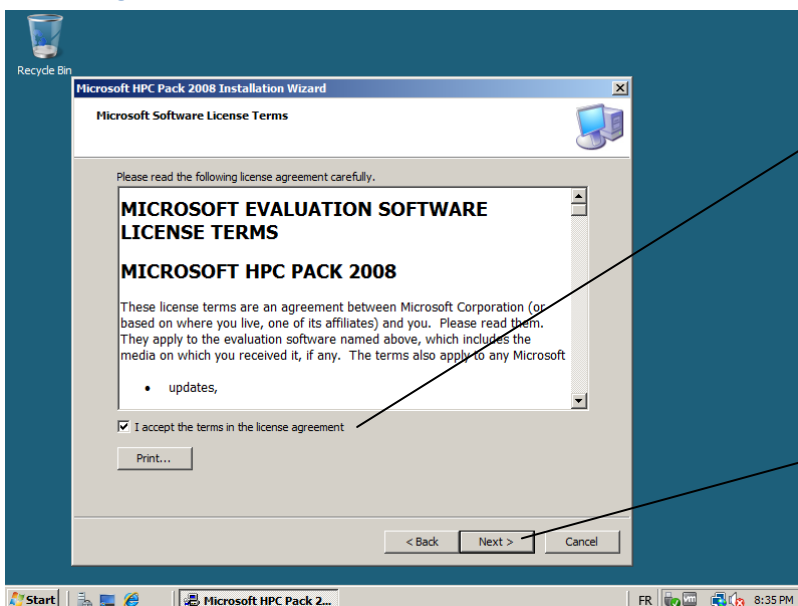 Recycle Bin
Microsoft HPC Pack 2008 Installation Wizard
Microsoft Software License Terms
Please read the following license agreement carefully.
MICROSOFT EVALUATION SOFTWARE
LICENSE TERMS
MICROSOFT HPC PACK 2008
These license terms are an agreement between Microsoft Corporation (or
based on where you live, one of its affiliates) and you. Please read them.
They apply to the evaluation software named above, which includes the
media on which you received it, if any. The terms also apply to any Microsoft
• updates,
I accept the terms in the license agreement
Print...
< Back Next > Cancel
Start Microsoft HPC Pack 2... FR vm 8:35 PM